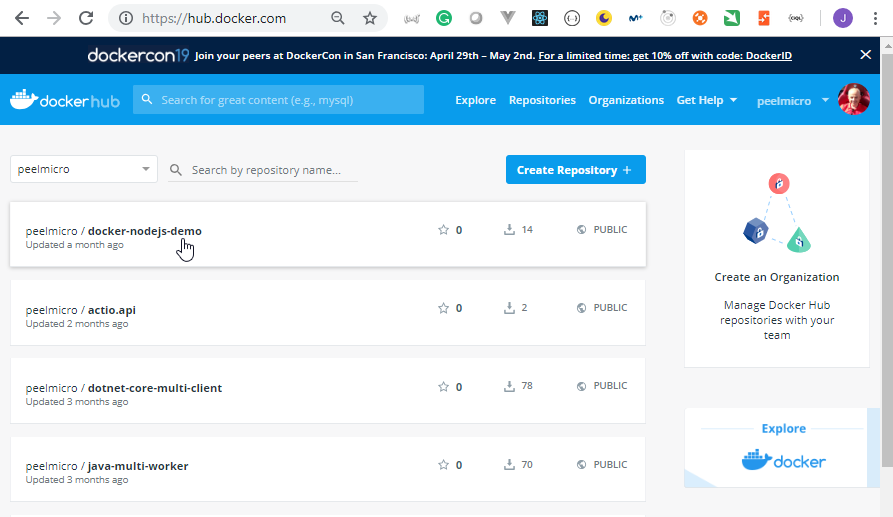 https://hub.docker.com
J
dockercon19 Join your peers at DockerCon in San Francisco: April 29th – May 2nd. For a limited time: get 10% off with code: DockerID
docker hub
Search for great content (e.g., mysql)
Explore Repositories Organizations Get Help peelmicro
peelmicro
Search by repository name...
Create Repository +
peelmicro / docker-nodejs-demo
Updated a month ago
0 14 PUBLIC
peelmicro / actio.api
Updated 2 months ago
0 2 PUBLIC
peelmicro / dotnet-core-multi-client
Updated 3 months ago
0 78 PUBLIC
peelmicro / java-multi-worker
Updated 3 months ago
0 70 PUBLIC
Create an Organization
Manage Docker Hub
repositories with your
team
Explore
docker